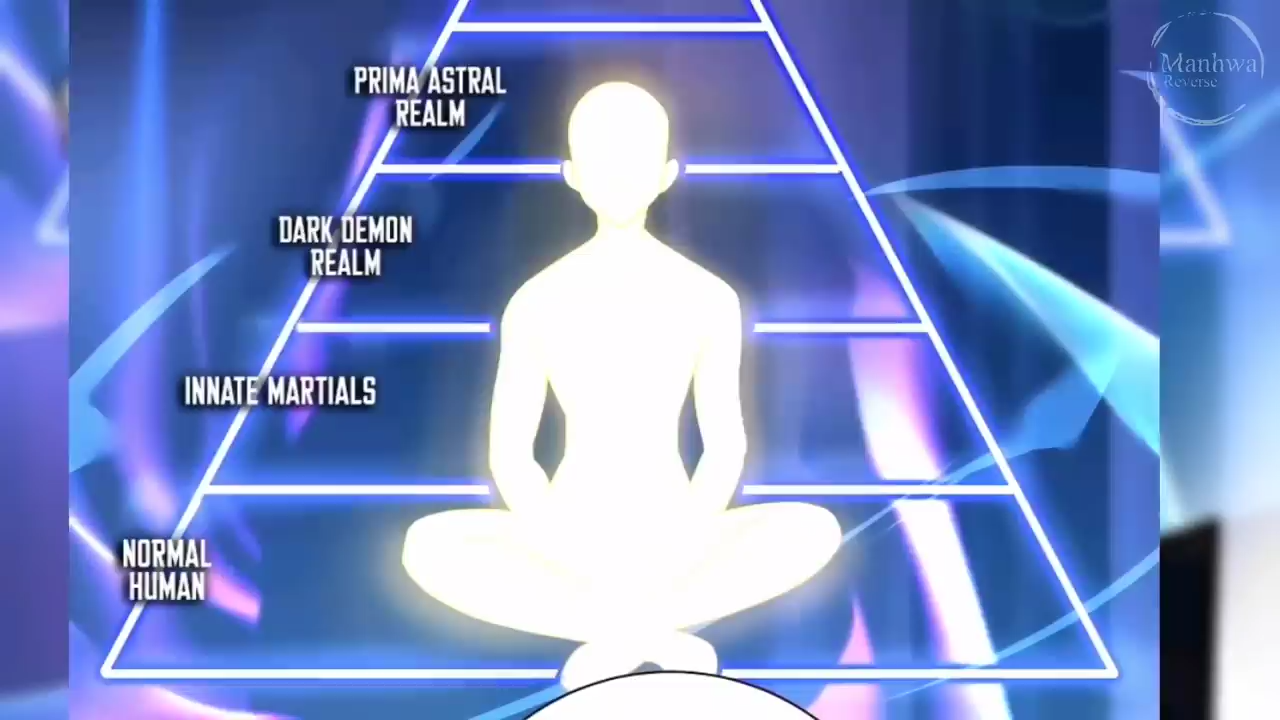 Manhwa
Reverse
PRIMA ASTRAL
REALM
DARK DEMON
REALM
INNATE MARTIALS
NORMAL
HUMAN